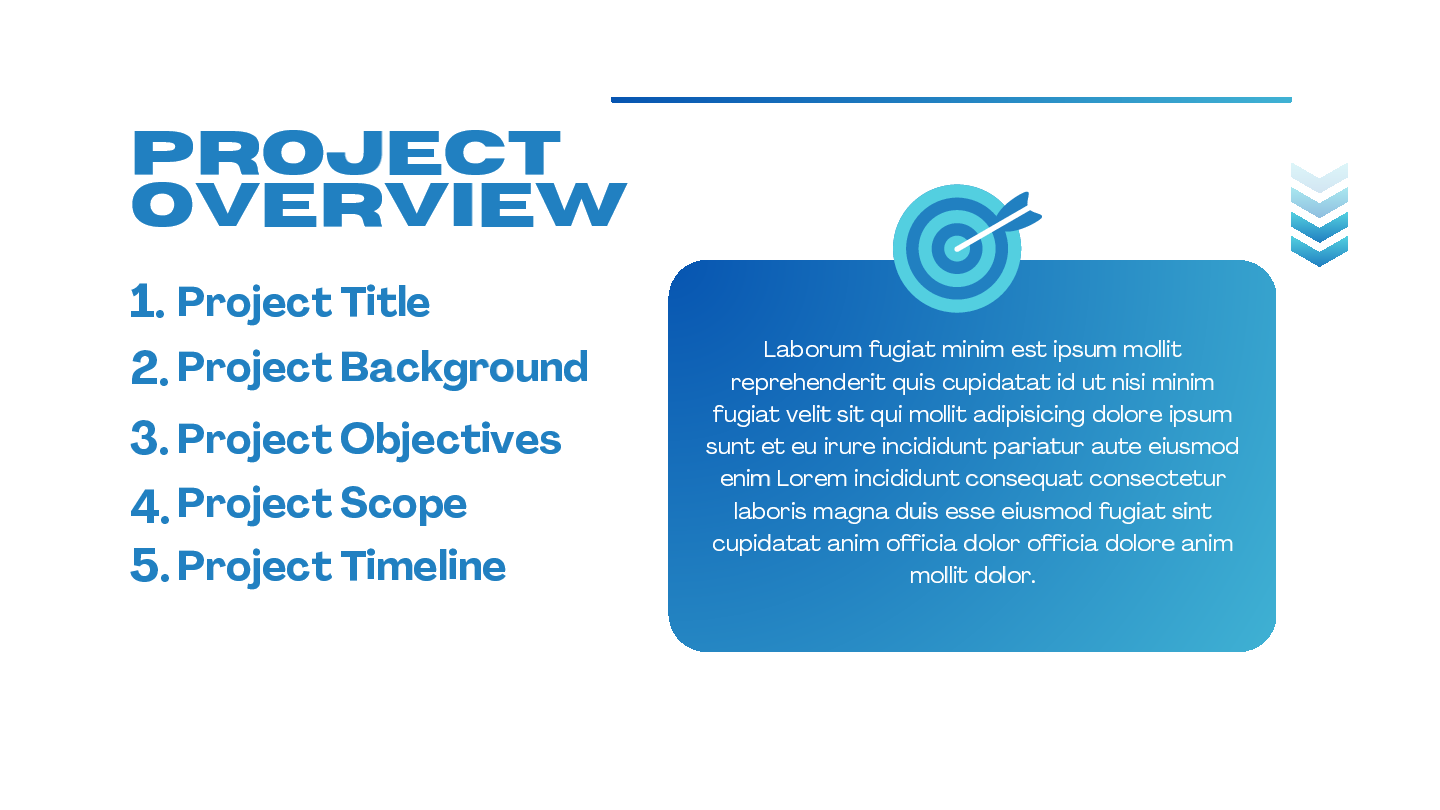 PROJECT
OVERVIEW
1. Project Title
2. Project Background
3. Project Objectives
4. Project Scope
5. Project Timeline
Laborum fugiat minim est ipsum mollit
reprehenderit quis cupidatat id ut nisi minim
fugiat velit sit qui mollit adipisicing dolore ipsum
sunt et eu irure incididunt pariatur aute eiusmod
enim Lorem incididunt consequat consectetur
laboris magna duis esse eiusmod fugiat sint
cupidatat anim officia dolor officia dolore anim
mollit dolor.